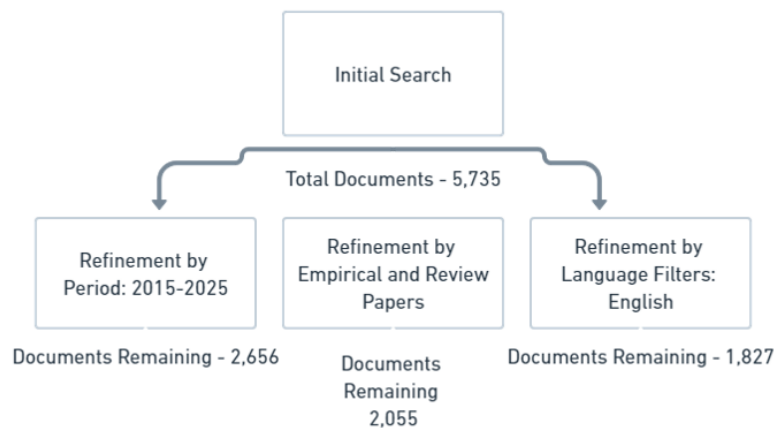 Initial Search
Total Documents - 5,735
Refinement by
Period: 2015-2025
Documents Remaining - 2,656
Refinement by
Empirical and Review
Papers
Documents
Remaining
2,055
Refinement by
Language Filters:
English
Documents Remaining - 1,827